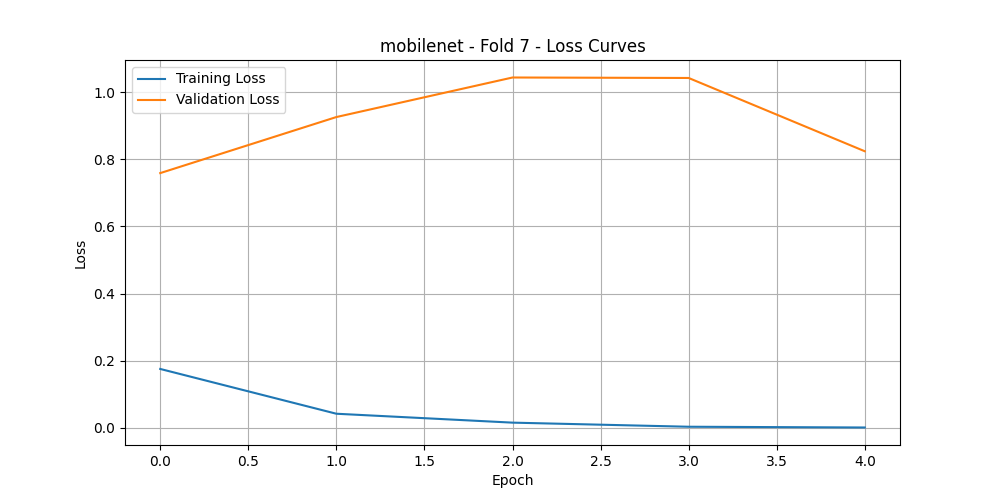 mobilenet - Fold 7 - Loss Curves
Training Loss
Validation Loss
1.0
0.8
0.6
0.4
0.2
0.0
Loss
0.0 0.5 1.0 1.5 2.0 2.5 3.0 3.5 4.0
Epoch